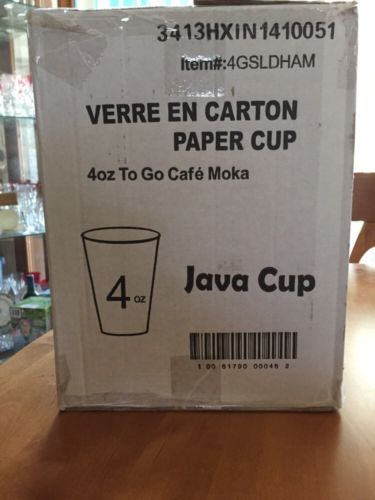 3413HXIN1410051
Item#:4GSLDHAM
VERRE EN CARTON
PAPER CUP
4oz To Go Café Moka
4 oz
Java Cup
1 00 61790 00046 2